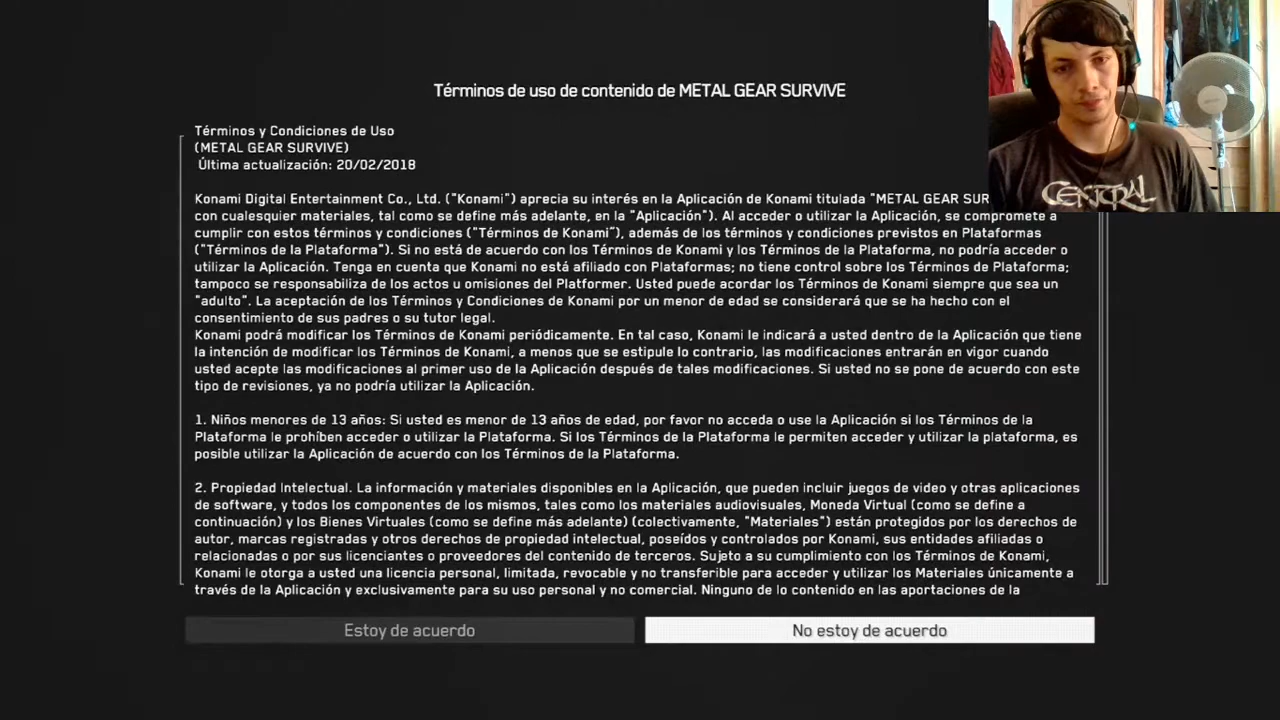 Términos de uso de contenido de METAL GEAR SURVIVE
Términos y Condiciones de Uso
(METAL GEAR SURVIVE)
Última actualización: 20/02/2018
Konami Digital Entertainment Co., Ltd. ("Konami") aprecia su interés en la Aplicación de Konami titulada "METAL GEAR SUR
con cualesquier materiales, tal como se define más adelante, en la "Aplicación"). Al acceder o utilizar la Aplicación, se compromete a
cumplir con estos términos y condiciones ("Términos de Konami"), además de los términos y condiciones previstos en Plataformas
("Términos de la Plataforma"). Si no está de acuerdo con los Términos de Konami y los Términos de la Plataforma, no podría acceder o
utilizar la Aplicación. Tenga en cuenta que Konami no está afiliado con Plataformas; no tiene control sobre los Términos de Plataforma;
tampoco se responsabiliza de los actos u omisiones del Platformer. Usted puede acordar los Términos de Konami siempre que sea un
"adulto". La aceptación de los Términos y Condiciones de Konami por un menor de edad se considerará que se ha hecho con el
consentimiento de sus padres o su tutor legal.
Konami podrá modificar los Términos de Konami periódicamente. En tal caso, Konami le indicará a usted dentro de la Aplicación que tiene
la intención de modificar los Términos de Konami, a menos que se estipule lo contrario, las modificaciones entrarán en vigor cuando
usted acepte las modificaciones al primer uso de la Aplicación después de tales modificaciones. Si usted no se pone de acuerdo con este
tipo de revisiones, ya no podría utilizar la Aplicación.
1. Niños menores de 13 años: Si usted es menor de 13 años de edad, por favor no acceda o use la Aplicación si los Términos de la
Plataforma le prohíben acceder o utilizar la Plataforma. Si los Términos de la Plataforma le permiten acceder y utilizar la plataforma, es
posible utilizar la Aplicación de acuerdo con los Términos de la Plataforma.
2. Propiedad Intelectual. La información y materiales disponibles en la Aplicación, que pueden incluir juegos de video y otras aplicaciones
de software, y todos los componentes de los mismos, tales como los materiales audiovisuales, Moneda Virtual (como se define a
continuación) y los Bienes Virtuales (como se define más adelante) (colectivamente, "Materiales") están protegidos por los derechos de
autor, marcas registradas y otros derechos de propiedad intelectual, poseídos y controlados por Konami, sus entidades afiliadas o
relacionadas o por sus licenciantes o proveedores del contenido de terceros. Sujeto a su cumplimiento con los Términos de Konami,
Konami le otorga a usted una licencia personal, limitada, revocable y no transferible para acceder y utilizar los Materiales únicamente a
través de la Aplicación y exclusivamente para su uso personal y no comercial. Ninguno de lo contenido en las aportaciones de la
Estoy de acuerdo
No estoy de acuerdo